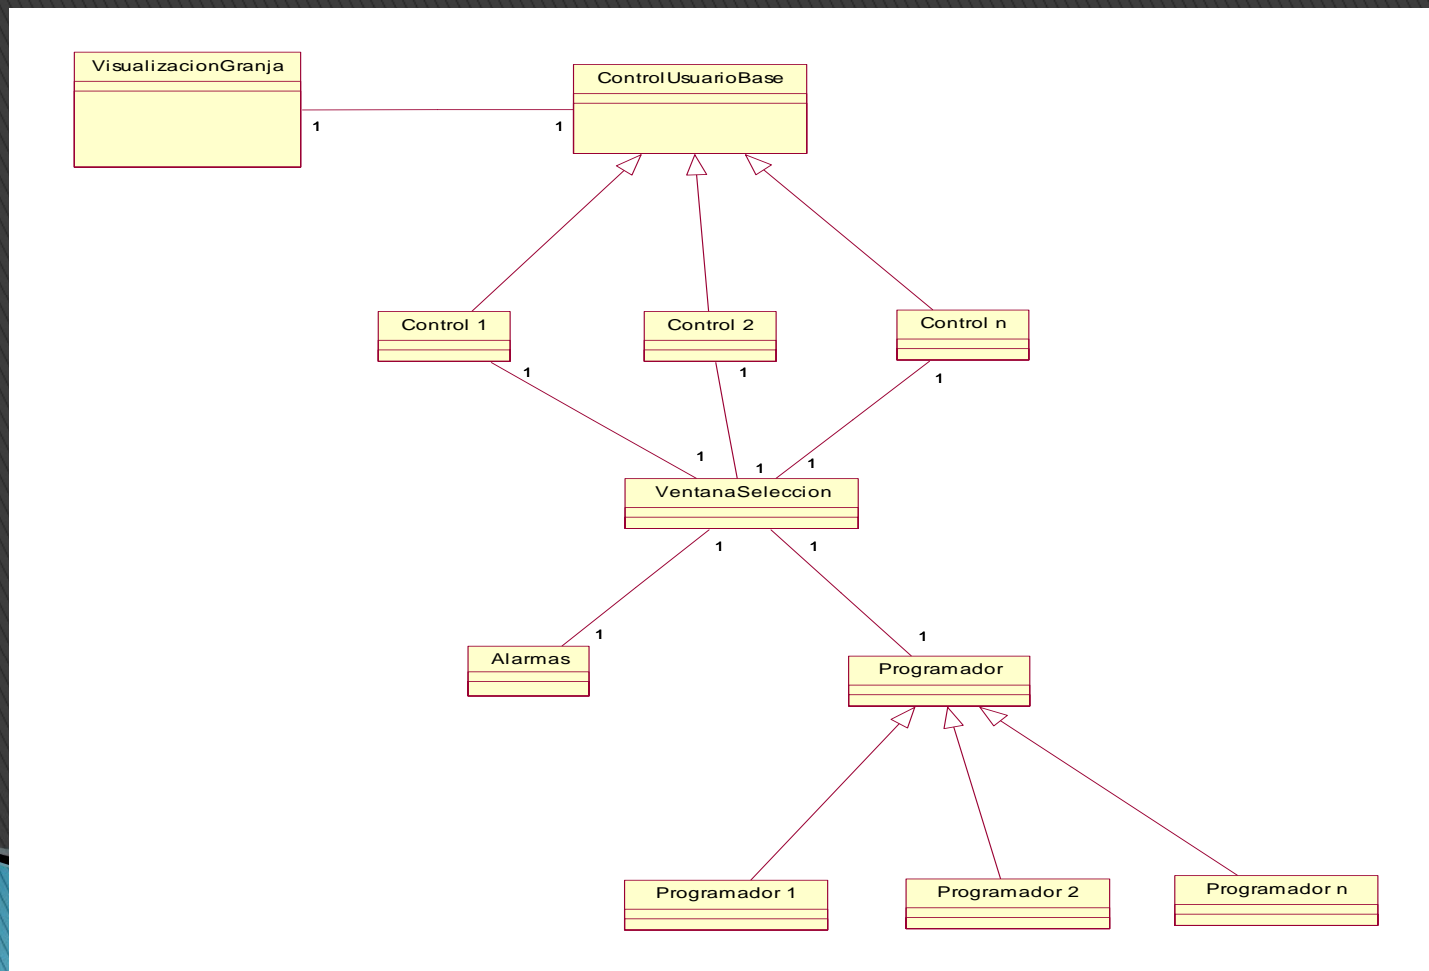 VisualizacionGranja
ControlUsuarioBase
1
1
Control 1
Control 2
Control n
1
1
1
1
1
1
VentanaSeleccion
1
1
1
1
Alarmas
Programador
Programador 1
Programador 2
Programador n